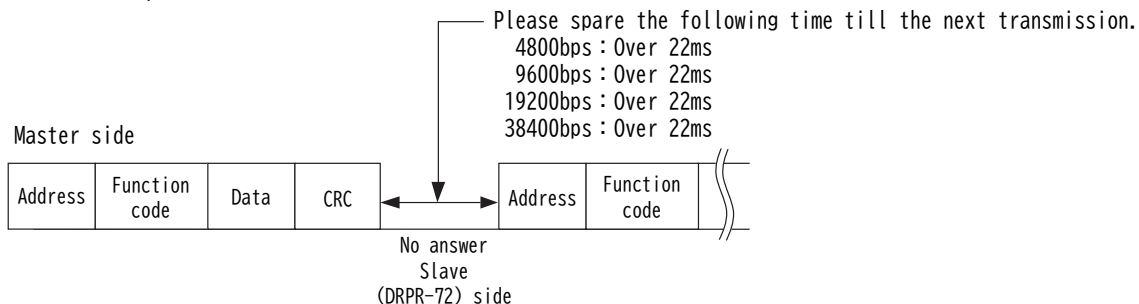 Please spare the following time till the next transmission.
4800bps：Over 22ms
9600bps：Over 22ms
19200bps：Over 22ms
38400bps：Over 22ms
Master side
Address
Function
code
Data
CRC
Address
Function
code
No answer
Slave
(DRPR-72) side